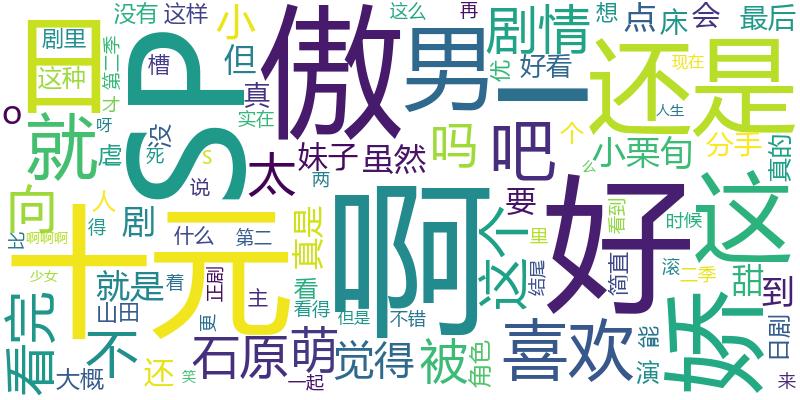 没有
这样
小
这么
再
想
点
床
会
最后
剧里
第二季
槽
但
傲
男
剧情
优
好看
还是
现在
这种
日
才
SP
真
一
人生
o
就
呀
没
实在
吧
个
小栗旬
分手
真的
虐
死
s
太
妹子
虽然
吗
么
向
人
说
两
要
这
得
剧
真是
啊
这个
好
里
看到
时候
比
啊啊啊
十元
什么
第二
少女
就是
着
正剧
看
结尾
简直
滚
二季
甜
到
看完
山田
更
主
看得
但是
不错
娇
日剧
不
石原
萌
觉得
被
角色
喜欢
能
演
大概
还
笑
一起
来